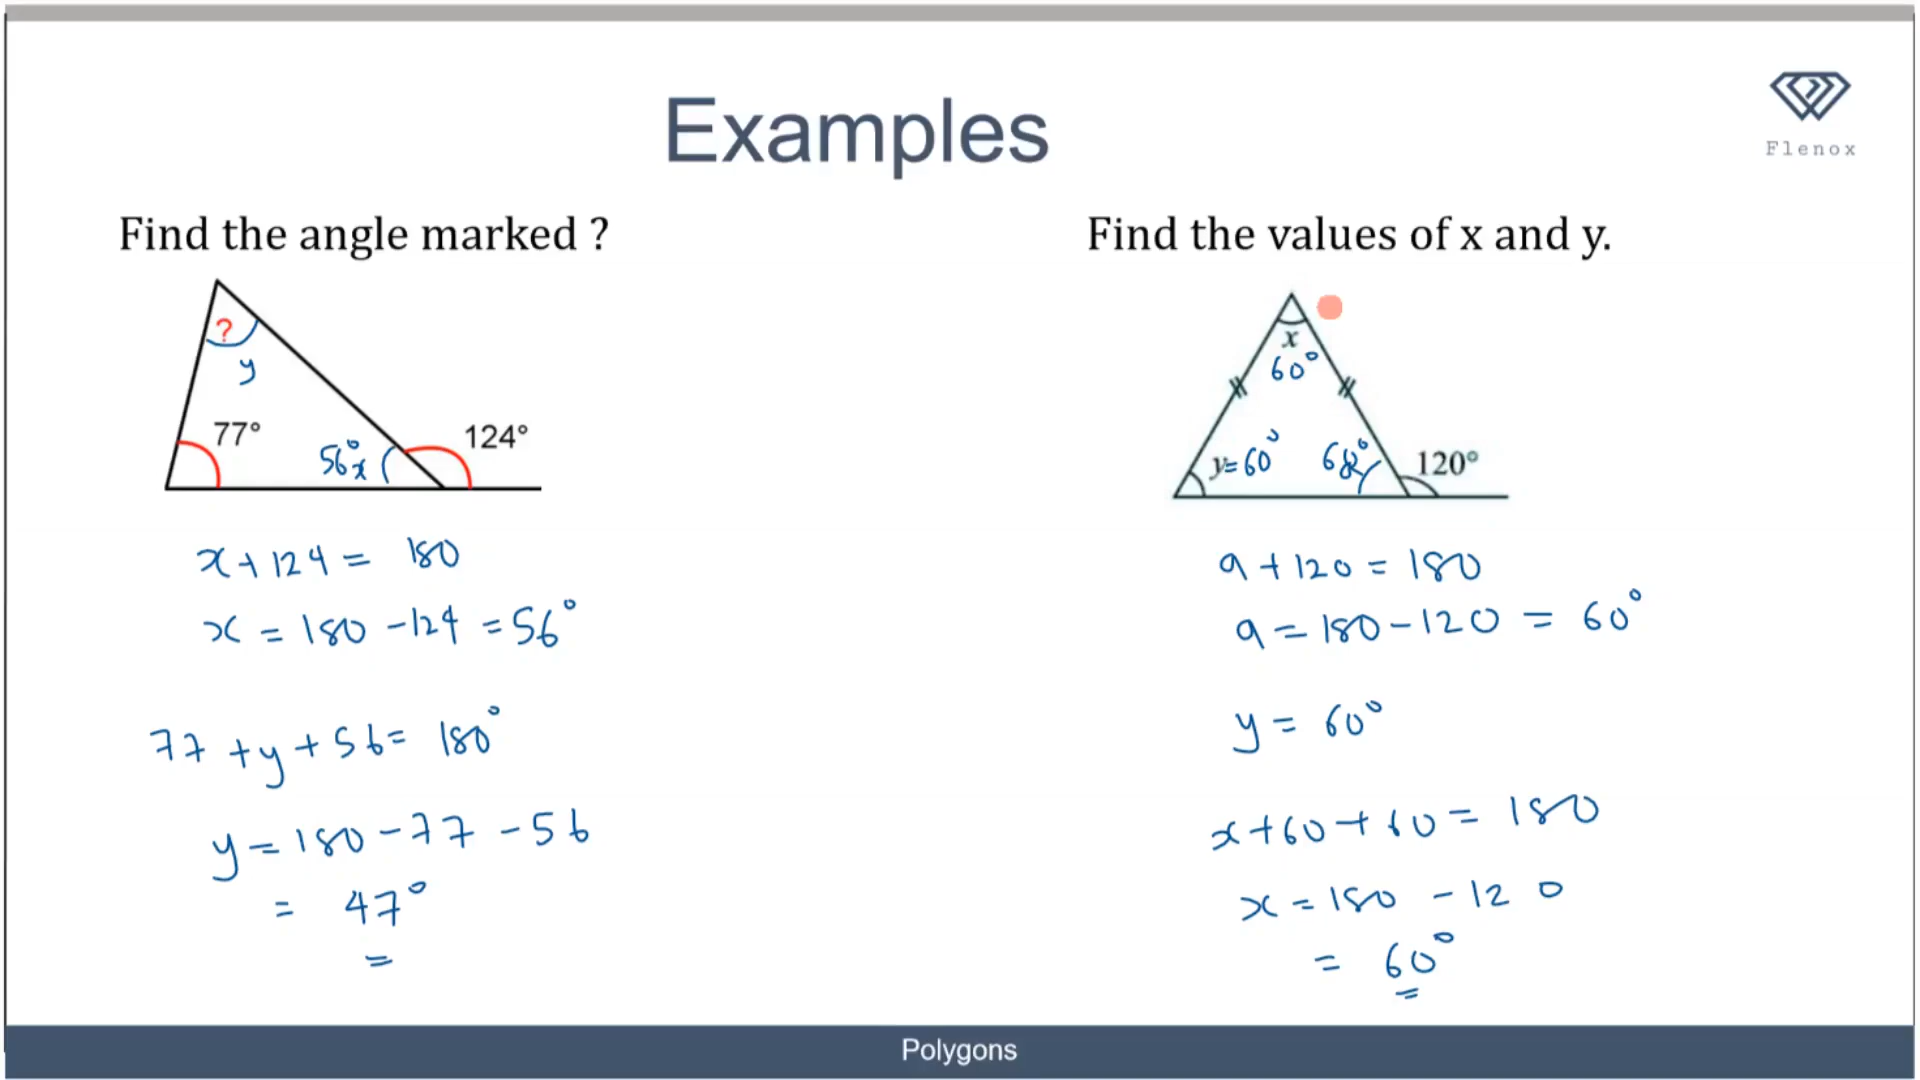 Examples
Flenox
Find the angle marked ?
?
y
77°
56°
x
124°
x + 124 = 180
x = 180 - 124 = 56°
77 + y + 56 = 180°
y = 180 - 77 - 56
= 47°
Find the values of x and y.
x
60°
y = 60°
120°
a + 120 = 180
a = 180 - 120 = 60°
y = 60°
x + 60 + 60 = 180
x = 180 - 120
= 60°
Polygons